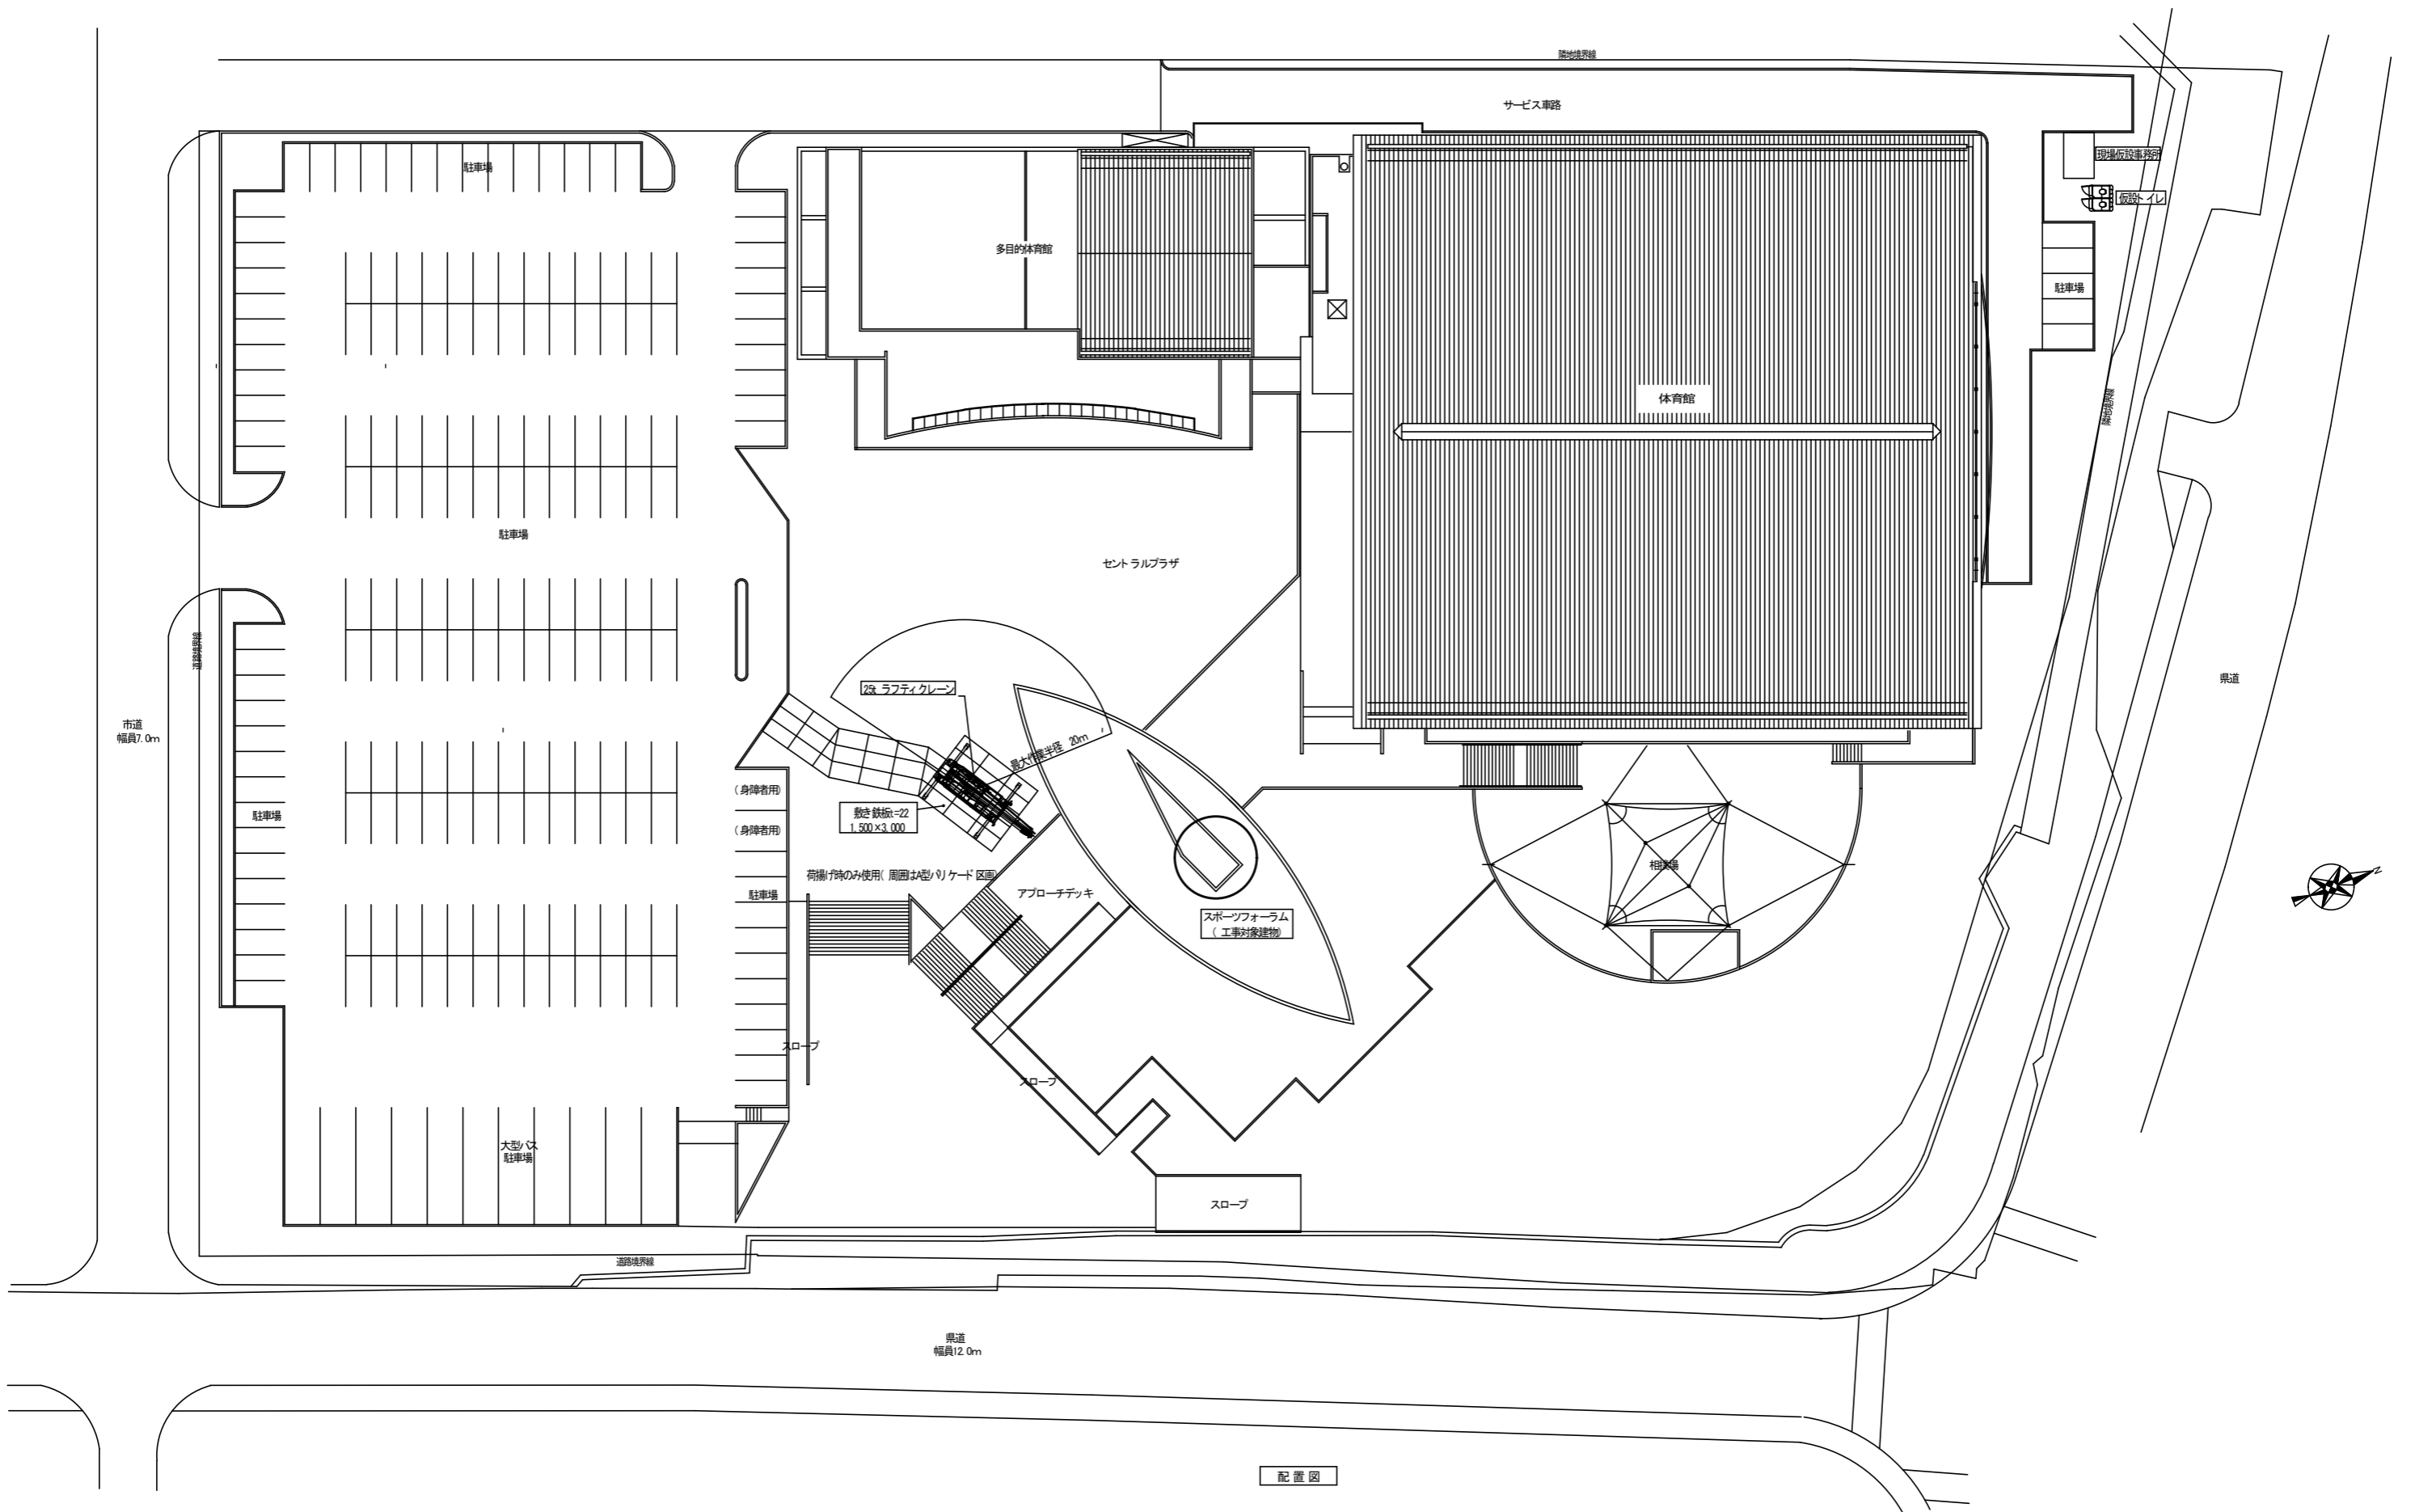 隣地境界線
サービス車路
現場仮設事務所
仮設トイレ
駐車場
多目的体育館
駐車場
体育館
隣地境界線
駐車場
セントラルプラザ
道路境界線
県道
25t ラフティクレーン
市道
幅員7.0m
最大作業半径 20m
(身障者用)
敷き鉄板t=22
1,500×3,000
駐車場
(身障者用)
相撲場
荷揚げ時のみ使用(周囲はA型バリケード区画)
アプローチデッキ
駐車場
スポーツフォーラム
(工事対象建物)
スロープ
スロープ
大型バス
駐車場
スロープ
道路境界線
県道
幅員12.0m
配置図
N